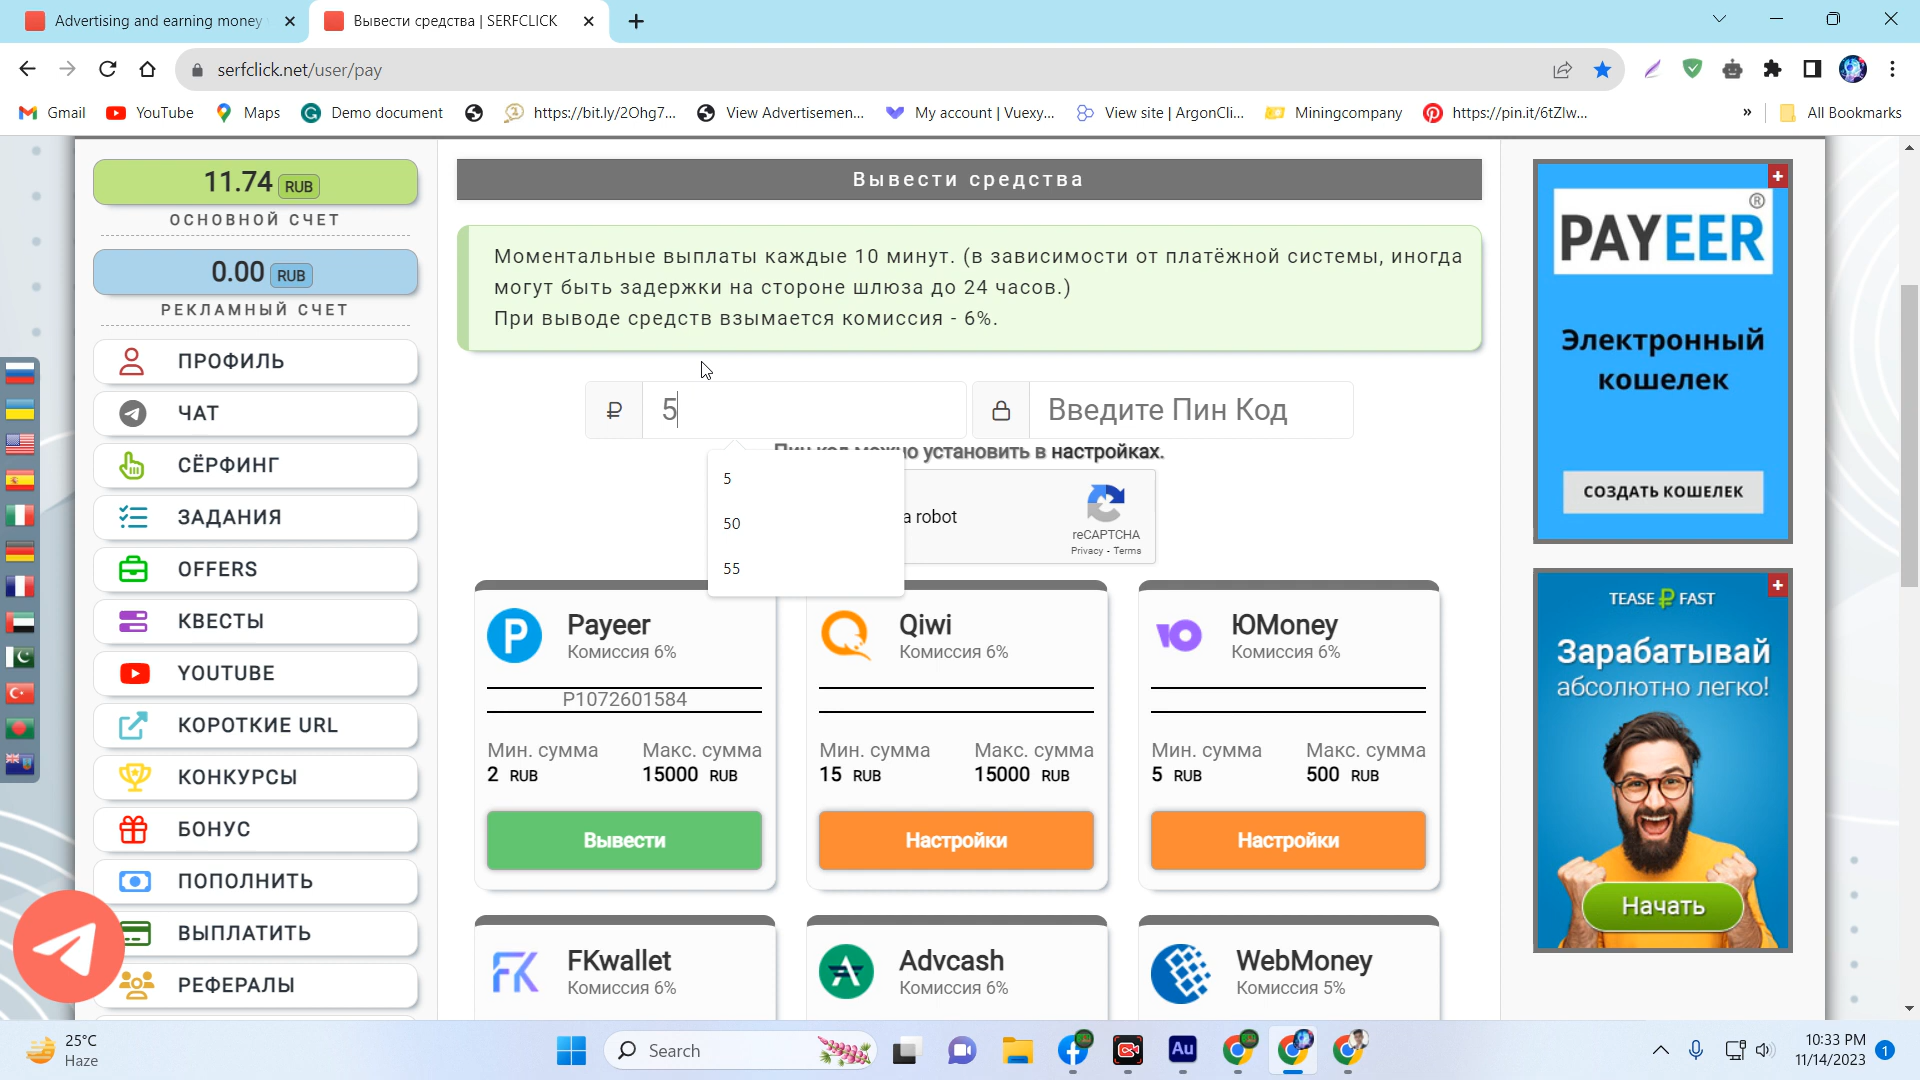 Advertising and earning money
Вывести средства | SERFCLICK
serfclick.net/user/pay
Gmail
YouTube
Maps
Demo document
https://bit.ly/2Ohg7...
View Advertisemen...
My account | Vuexy...
View site | ArgonCli...
Miningcompany
https://pin.it/6tZlw...
»
All Bookmarks
11.74 RUB
ОСНОВНОЙ СЧЕТ
0.00 RUB
РЕКЛАМНЫЙ СЧЕТ
ПРОФИЛЬ
ЧАТ
СЁРФИНГ
ЗАДАНИЯ
OFFERS
КВЕСТЫ
YOUTUBE
КОРОТКИЕ URL
КОНКУРСЫ
БОНУС
ПОПОЛНИТЬ
ВЫПЛАТИТЬ
РЕФЕРАЛЫ
Вывести средства
Моментальные выплаты каждые 10 минут. (в зависимости от платёжной системы, иногда
могут быть задержки на стороне шлюза до 24 часов.)
При выводе средств взымается комиссия - 6%.
₽ 5
Введите Пин Код
Пин код можно установить в настройках.
5
50
55
a robot
reCAPTCHA
Privacy - Terms
Payeer
Комиссия 6%
P1072601584
Мин. сумма Макс. сумма
2 RUB 15000 RUB
Вывести
Qiwi
Комиссия 6%
Мин. сумма Макс. сумма
15 RUB 15000 RUB
Настройки
ЮMoney
Комиссия 6%
Мин. сумма Макс. сумма
5 RUB 500 RUB
Настройки
FK
FKwallet
Комиссия 6%
Advcash
Комиссия 6%
WebMoney
Комиссия 5%
PAYEER ®
Электронный
кошелек
СОЗДАТЬ КОШЕЛЕК
TEASE ₽ FAST
Зарабатывай
абсолютно легко!
Начать
25°C
Haze
Search
Au
10:33 PM
11/14/2023
1